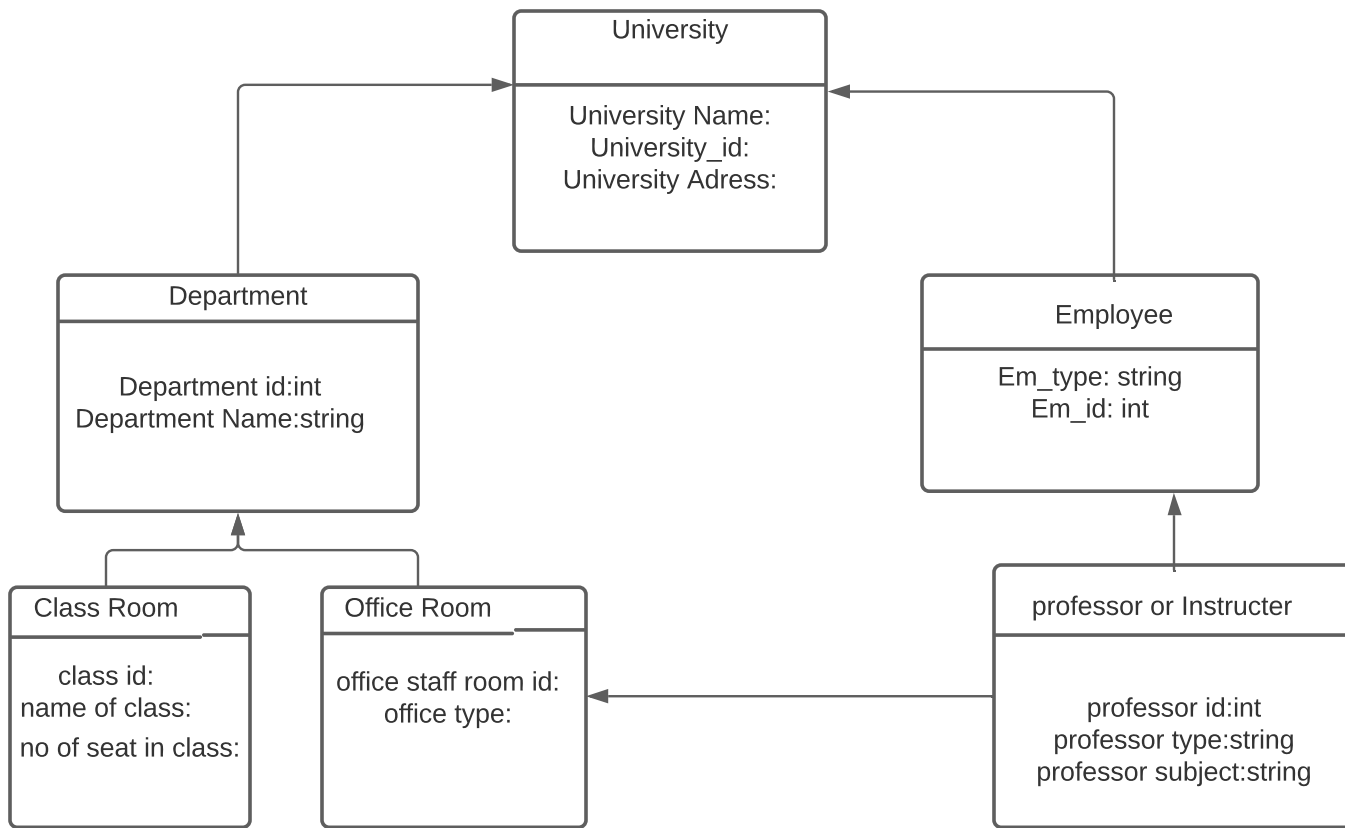 University
University Name:
University_id:
University Adress:
Department
Department id:int
Department Name:string
Employee
Em_type: string
Em_id: int
Class Room
class id:
name of class:
no of seat in class:
Office Room
office staff room id:
office type:
professor or Instructer
professor id:int
professor type:string
professor subject:string